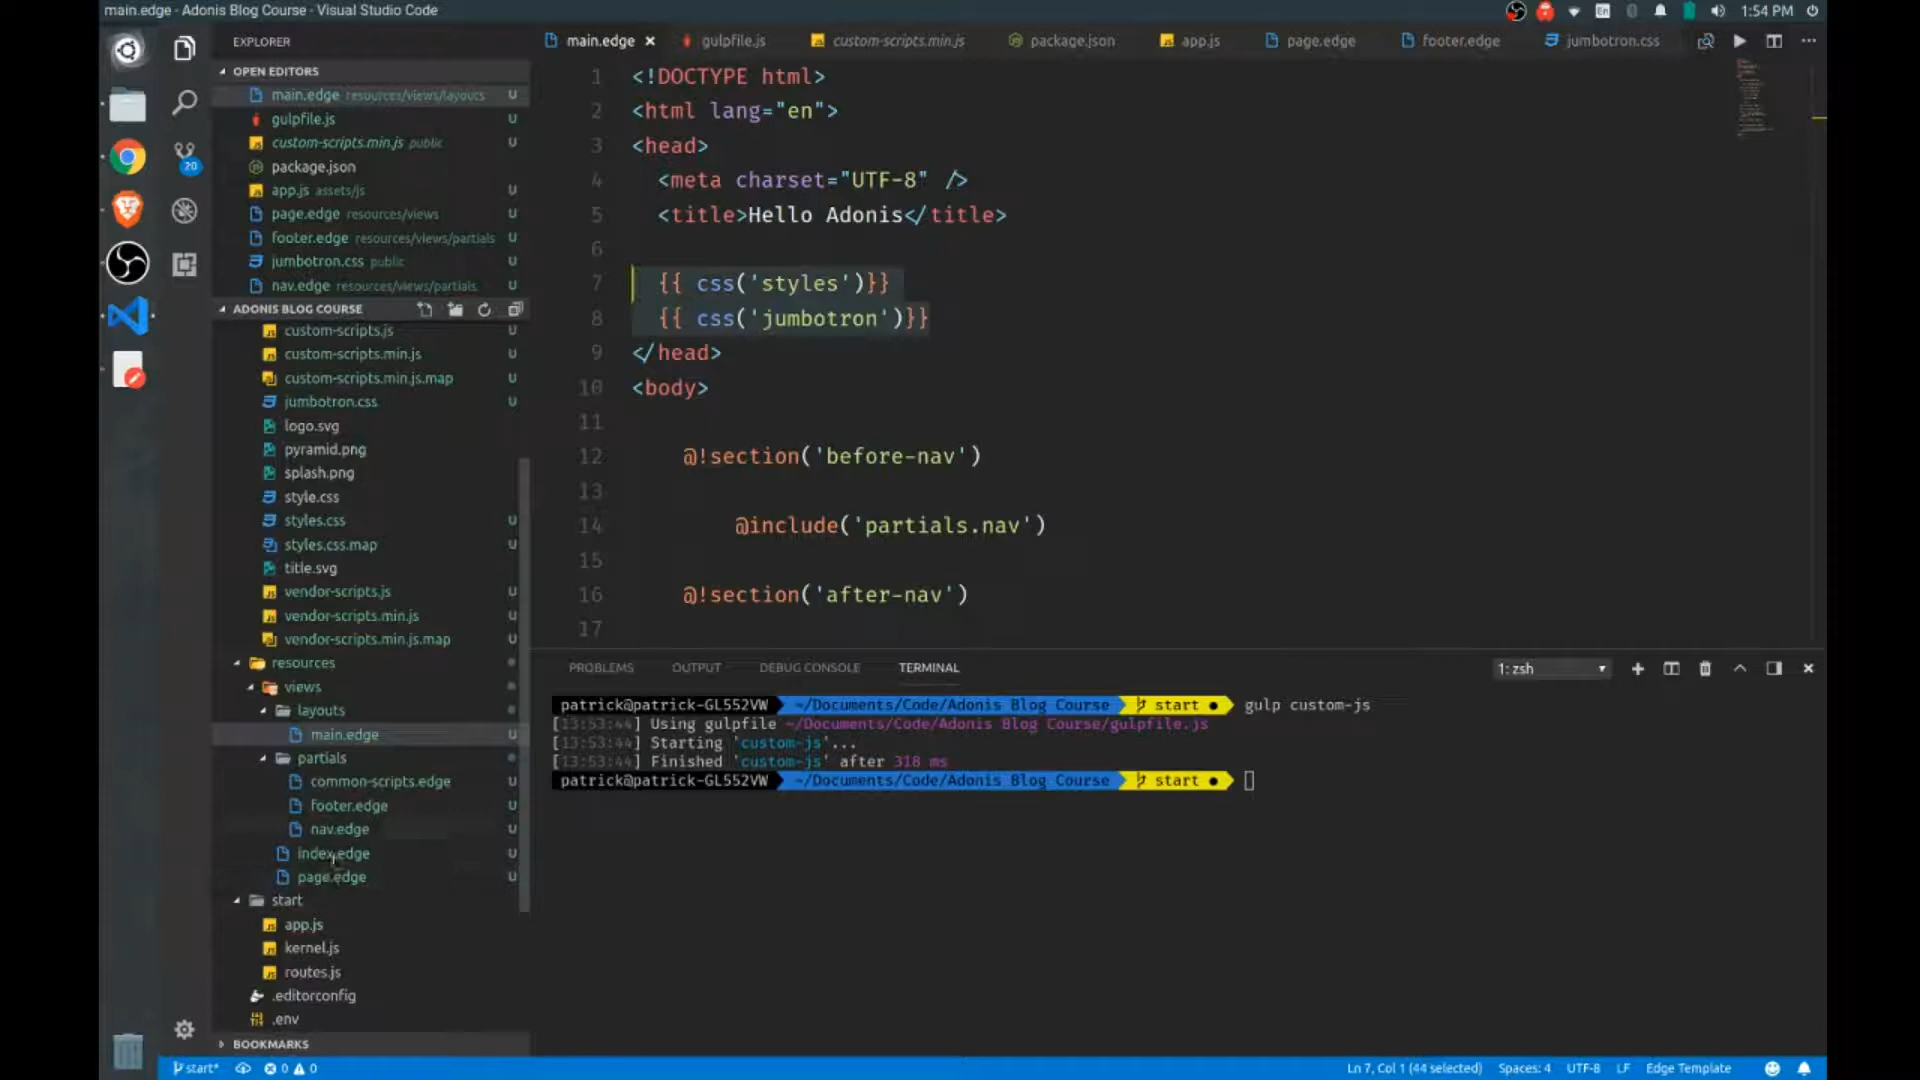 main.edge - Adonis Blog Course - Visual Studio Code
En
1:54 PM
EXPLORER
OPEN EDITORS
main.edge resources/views/layouts U
gulpfile.js U
custom-scripts.min.js public U
package.json
app.js assets/js U
page.edge resources/views U
footer.edge resources/views/partials U
jumbotron.css public U
nav.edge resources/views/partials U
20
ADONIS BLOG COURSE
custom-scripts.js U
custom-scripts.min.js U
custom-scripts.min.js.map U
jumbotron.css U
logo.svg
pyramid.png
splash.png
style.css
styles.css U
styles.css.map U
title.svg
vendor-scripts.js U
vendor-scripts.min.js U
vendor-scripts.min.js.map U
resources
views
layouts
main.edge U
partials
common-scripts.edge U
footer.edge U
nav.edge U
index.edge U
page.edge U
start
app.js
kernel.js
routes.js
.editorconfig
.env
BOOKMARKS
main.edge gulpfile.js custom-scripts.min.js package.json app.js page.edge footer.edge jumbotron.css
1 <!DOCTYPE html>
2 <html lang="en">
3 <head>
4 <meta charset="UTF-8" />
5 <title>Hello Adonis</title>
6
7 {{ css('styles')}}
8 {{ css('jumbotron')}}
9 </head>
10 <body>
11
12 @!section('before-nav')
13
14 @include('partials.nav')
15
16 @!section('after-nav')
17
PROBLEMS OUTPUT DEBUG CONSOLE TERMINAL 1: zsh
patrick@patrick-GL552VW ~/Documents/Code/Adonis Blog Course start ● gulp custom-js
[13:53:44] Using gulpfile ~/Documents/Code/Adonis Blog Course/gulpfile.js
[13:53:44] Starting 'custom-js'...
[13:53:44] Finished 'custom-js' after 318 ms
patrick@patrick-GL552VW ~/Documents/Code/Adonis Blog Course start ●
start* 0 0 Ln 7, Col 1 (44 selected) Spaces: 4 UTF-8 LF Edge Template